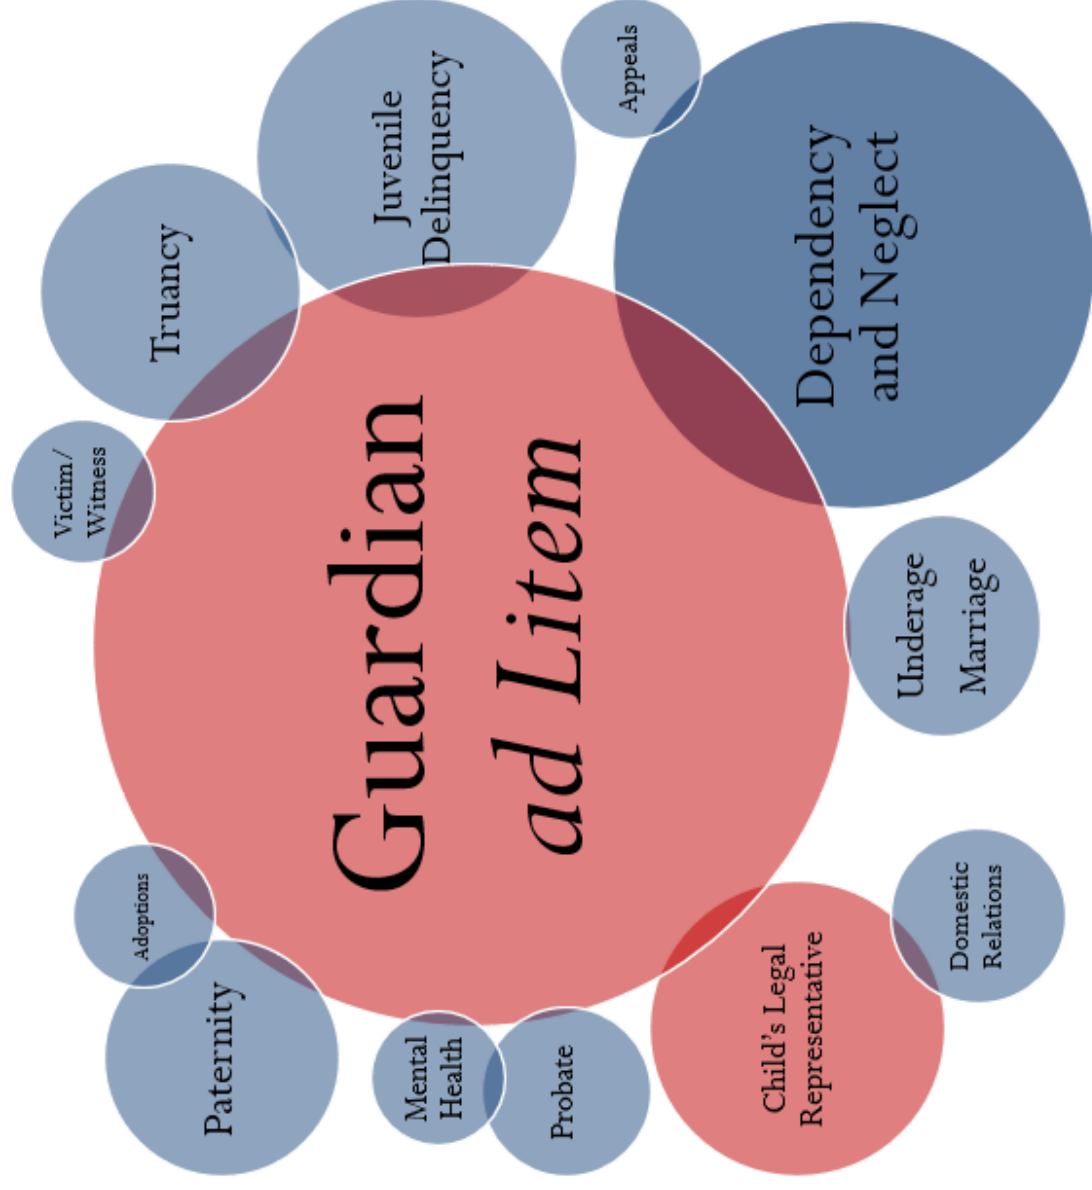 Victim/
Witness
Adoptions
Truancy
Paternity
Guardian
ad Litem
Juvenile
Delinquency
Mental
Health
Probate
Appeals
Child's Legal
Representative
Dependency
and Neglect
Underage
Marriage
Domestic
Relations